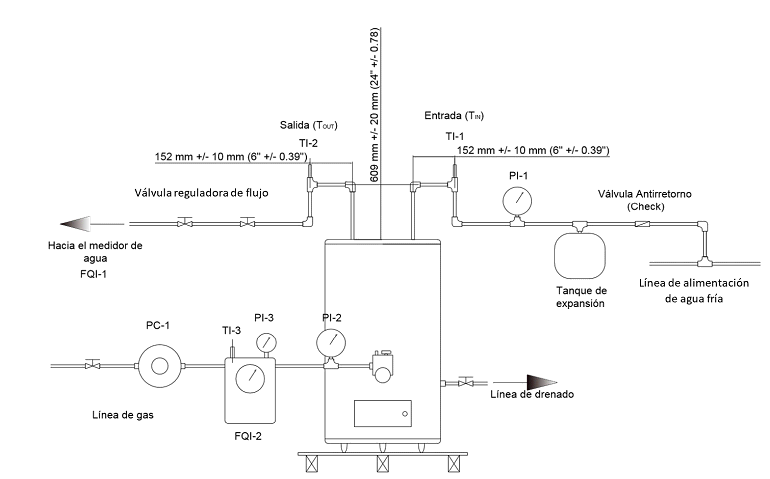 609 mm +/- 20 mm (24" +/- 0.78)
Salida (TOUT)
TI-2
152 mm +/- 10 mm (6" +/- 0.39")
Entrada (TIN)
TI-1
152 mm +/- 10 mm (6" +/- 0.39")
PI-1
Válvula reguladora de flujo
Válvula Antirretorno
(Check)
Hacia el medidor de
agua
FQI-1
Tanque de
expansión
Línea de alimentación
de agua fría
PC-1
TI-3
PI-3
PI-2
Línea de gas
FQI-2
Línea de drenado